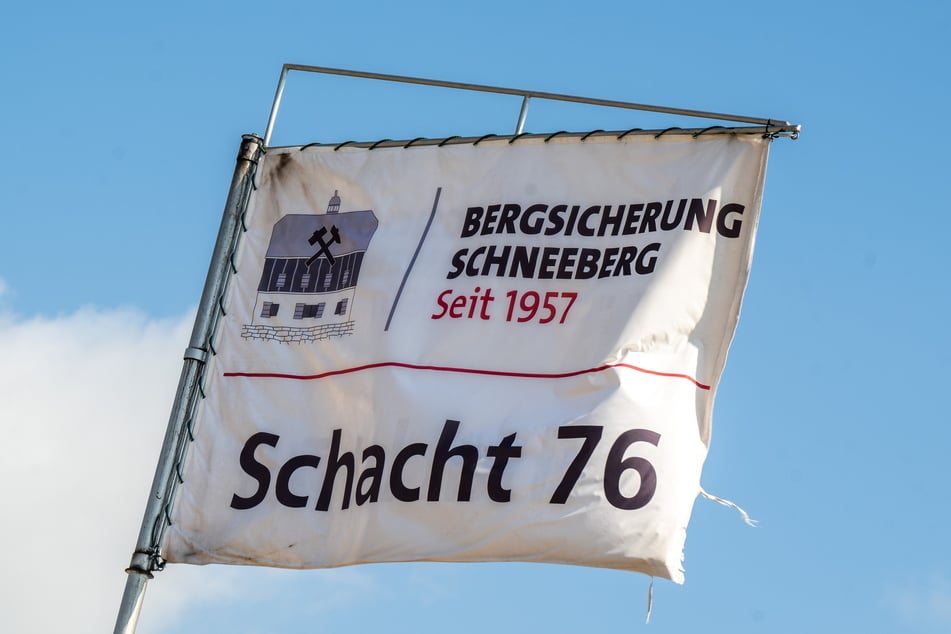 BERGSICHERUNG
SCHNEEBERG
Seit 1957
Schacht 76